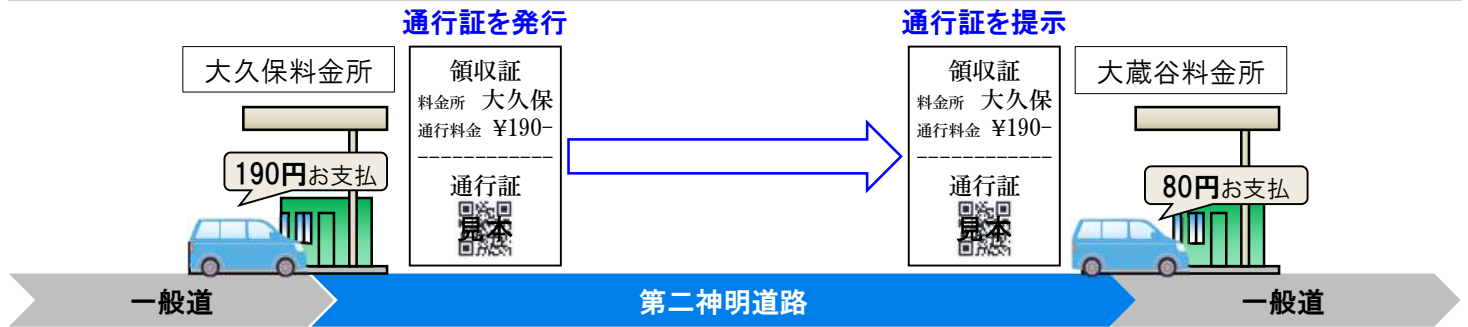 通行証を発行
通行証を提示
大久保料金所
領収証
料金所 大久保
通行料金 ¥190-
------------
通行証
見本
190円お支払
領収証
料金所 大久保
通行料金 ¥190-
------------
通行証
見本
大蔵谷料金所
80円お支払
一般道
第二神明道路
一般道